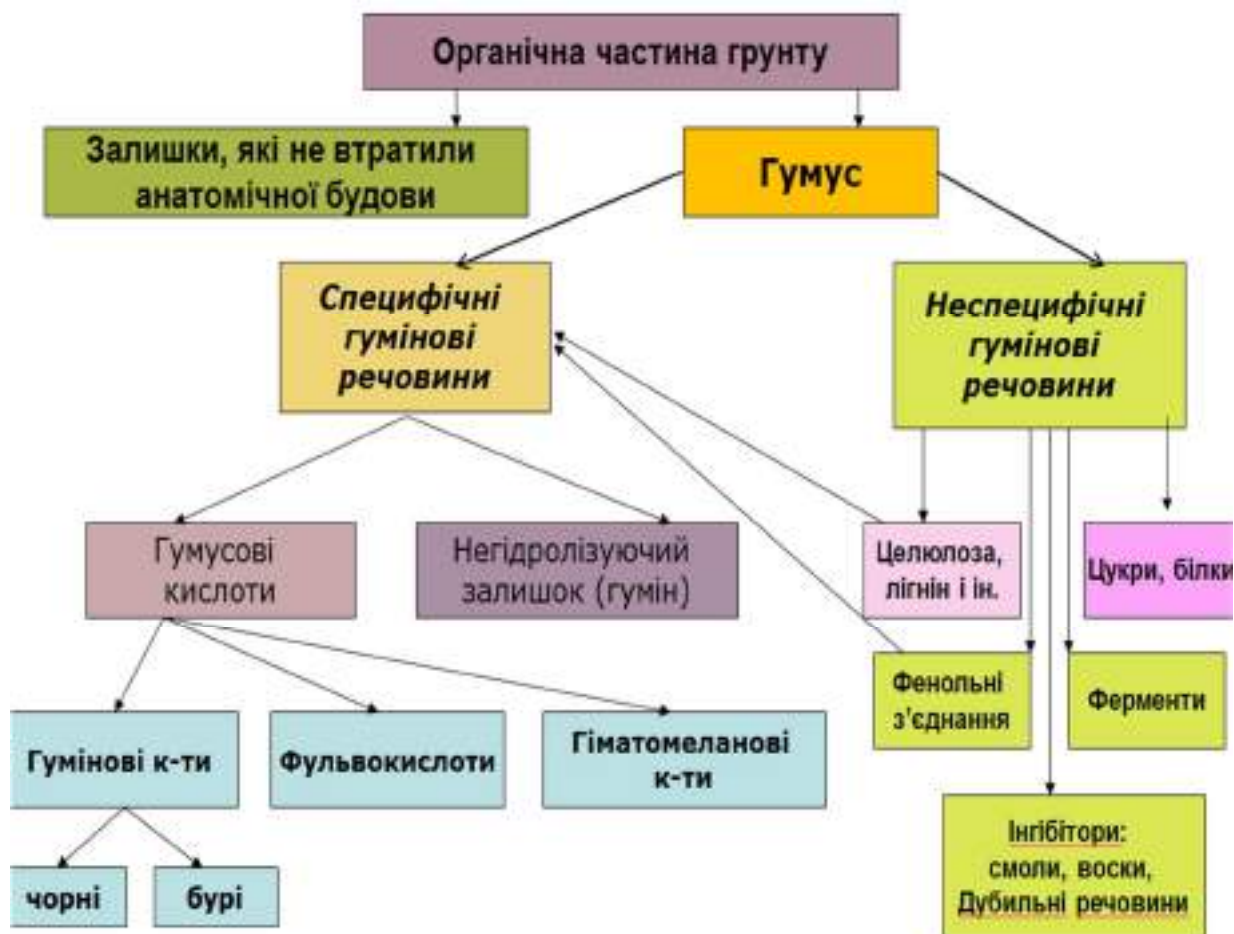 Органічна частина грунту
Залишки, які не втратили
анатомічної будови
Гумус
Специфічні
гумінові
речовини
Неспецифічні
гумінові
речовини
Гумусові
кислоти
Негідролізуючий
залишок (гумін)
Целюлоза,
лігнін і ін.
Цукри, білки
Фенольні
з’єднання
Ферменти
Гумінові к-ти
Фульвокислоти
Гіматомеланові
к-ти
Інгібітори:
смоли, воски,
Дубильні речовини
чорні
бурі